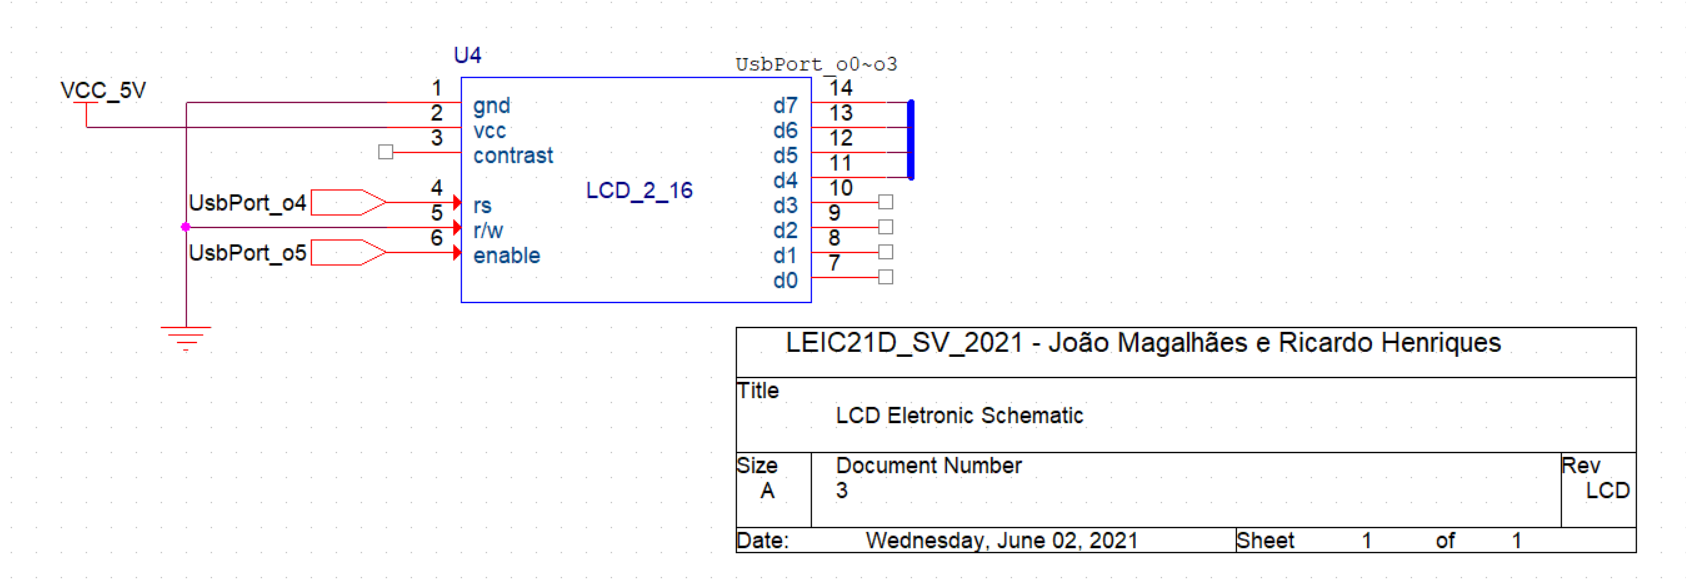 U4
UsbPort_o0~o3
VCC_5V
1
gnd
2
vcc
3
contrast
UsbPort_o4
4
rs
5
r/w
UsbPort_o5
6
enable
LCD_2_16
14
d7
13
d6
12
d5
11
d4
10
d3
9
d2
8
d1
7
d0
LEIC21D_SV_2021 - João Magalhães e Ricardo Henriques
Title
LCD Eletronic Schematic
Size
A
Document Number
3
Rev
LCD
Date: Wednesday, June 02, 2021
Sheet 1 of 1